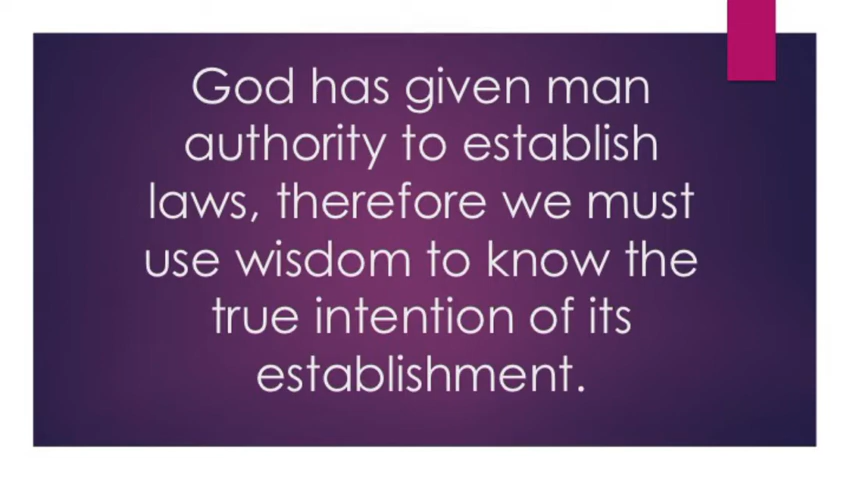 God has given man
authority to establish
laws, therefore we must
use wisdom to know the
true intention of its
establishment.